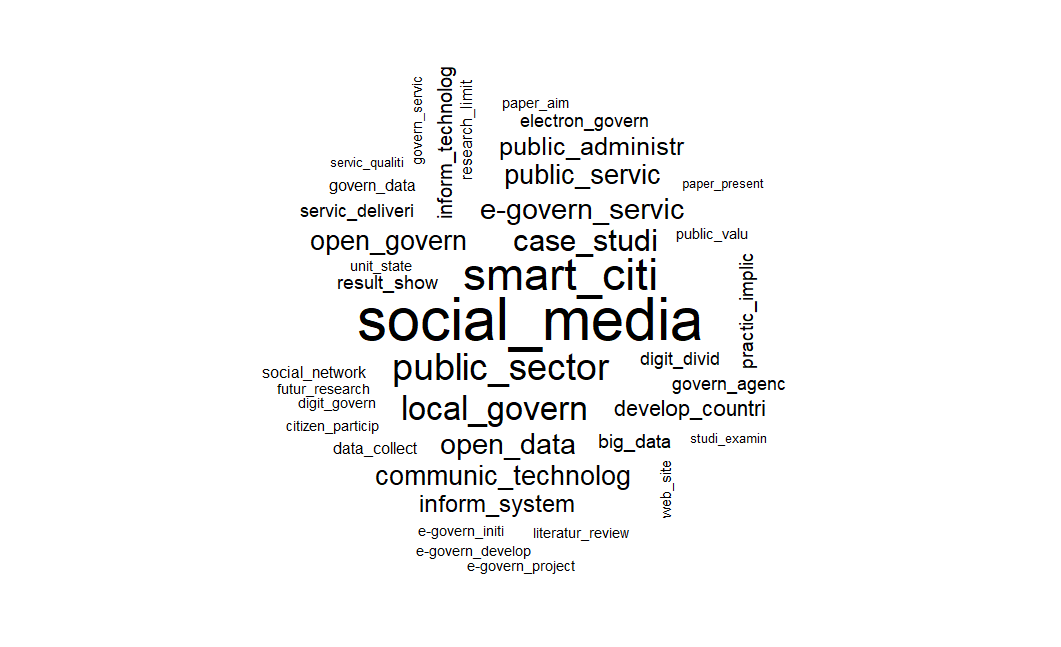 govern_servic
inform_technolog
research_limit
paper_aim
electron_govern
public_administr
servic_qualiti
public_servic
govern_data
paper_present
servic_deliveri
e-govern_servic
open_govern
case_studi
public_valu
unit_state
smart_citi
result_show
practic_implic
social_media
public_sector
digit_divid
social_network
govern_agenc
futur_research
digit_govern
local_govern
develop_countri
citizen_particip
open_data
big_data
studi_examin
data_collect
communic_technolog
web_site
inform_system
e-govern_initi
literatur_review
e-govern_develop
e-govern_project